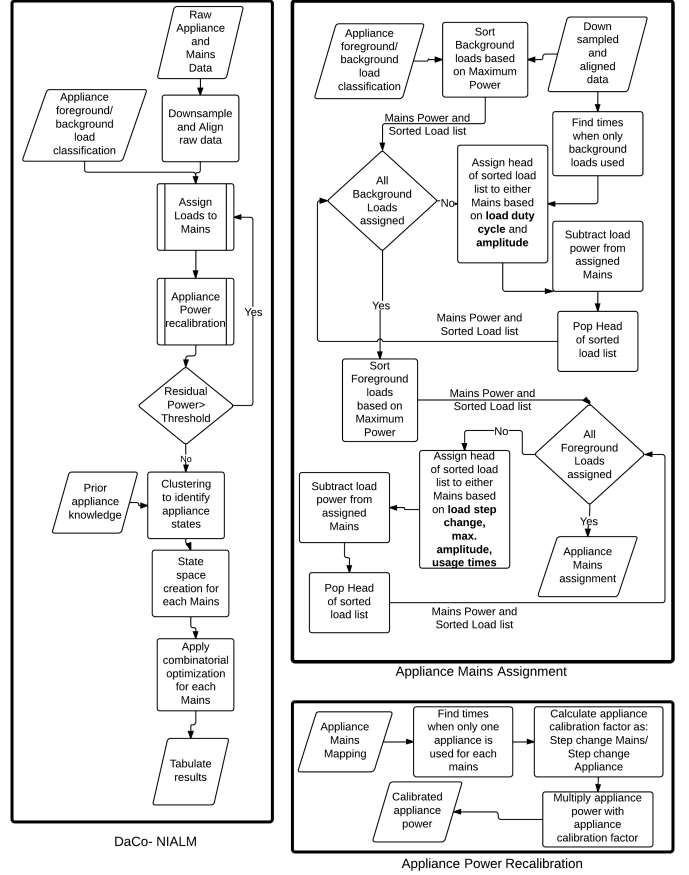 Raw
Appliance
and
Mains
Data
Appliance
foreground/
background
load
classification
Downsample
and Align
raw data
Assign
Loads to
Mains
Appliance
Power
recalibration
Yes
Residual
Power>
Threshold
No
Prior
appliance
knowledge
Clustering
to identify
appliance
states
State
space
creation for
each Mains
Apply
combinatorial
optimization
for each
Mains
Tabulate
results
DaCo- NIALM
Appliance
foreground/
background
load
classification
Sort
Background
loads based
on Maximum
Power
Down
sampled
and
aligned
data
Mains Power and
Sorted Load list
Find times
when only
background
loads used
All
Background
Loads
assigned
No
Assign head
of sorted load
list to either
Mains based
on load duty
cycle and
amplitude
Subtract load
power from
assigned
Mains
Yes
Mains Power and
Sorted Load list
Pop Head
of sorted
load list
Sort
Foreground
loads
based on
Maximum
Power
Mains Power and
Sorted Load list
All
Foreground
Loads
assigned
No
Assign head
of sorted load
list to either
Mains based
on load step
change,
max.
amplitude,
usage times
Subtract load
power from
assigned
Mains
Yes
Appliance
Mains
assignment
Pop Head
of sorted
load list
Mains Power and
Sorted Load list
Appliance Mains Assignment
Appliance
Mains
Mapping
Find times
when only one
appliance is
used for each
mains
Calculate appliance
calibration factor as:
Step change Mains/
Step change
Appliance
Calibrated
appliance
power
Multiply appliance
power with
appliance
calibration factor
Appliance Power Recalibration